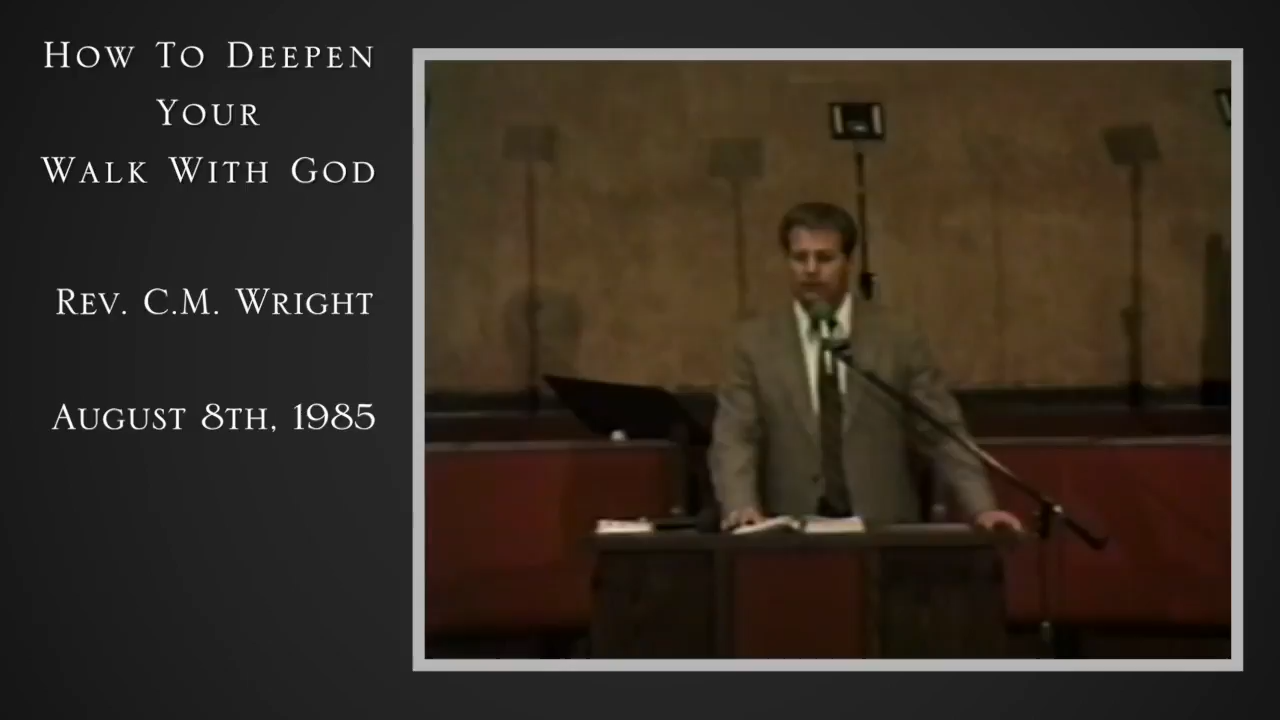 How To Deepen
Your
Walk With God
Rev. C.M. Wright
August 8th, 1985